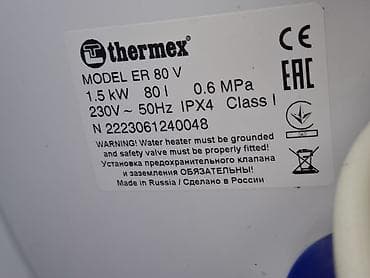 thermex
MODEL ER 80 V
1.5 kW 80 l 0.6 MPa
230V ~ 50Hz IPX4 Class I
N 2223061240048
WARNING! Water heater must be grounded
and safety valve must be properly fitted!
Установка предохранительного клапана
и заземления ОБЯЗАТЕЛЬНЫ!
Made in Russia / Сделано в России
CE
EAC